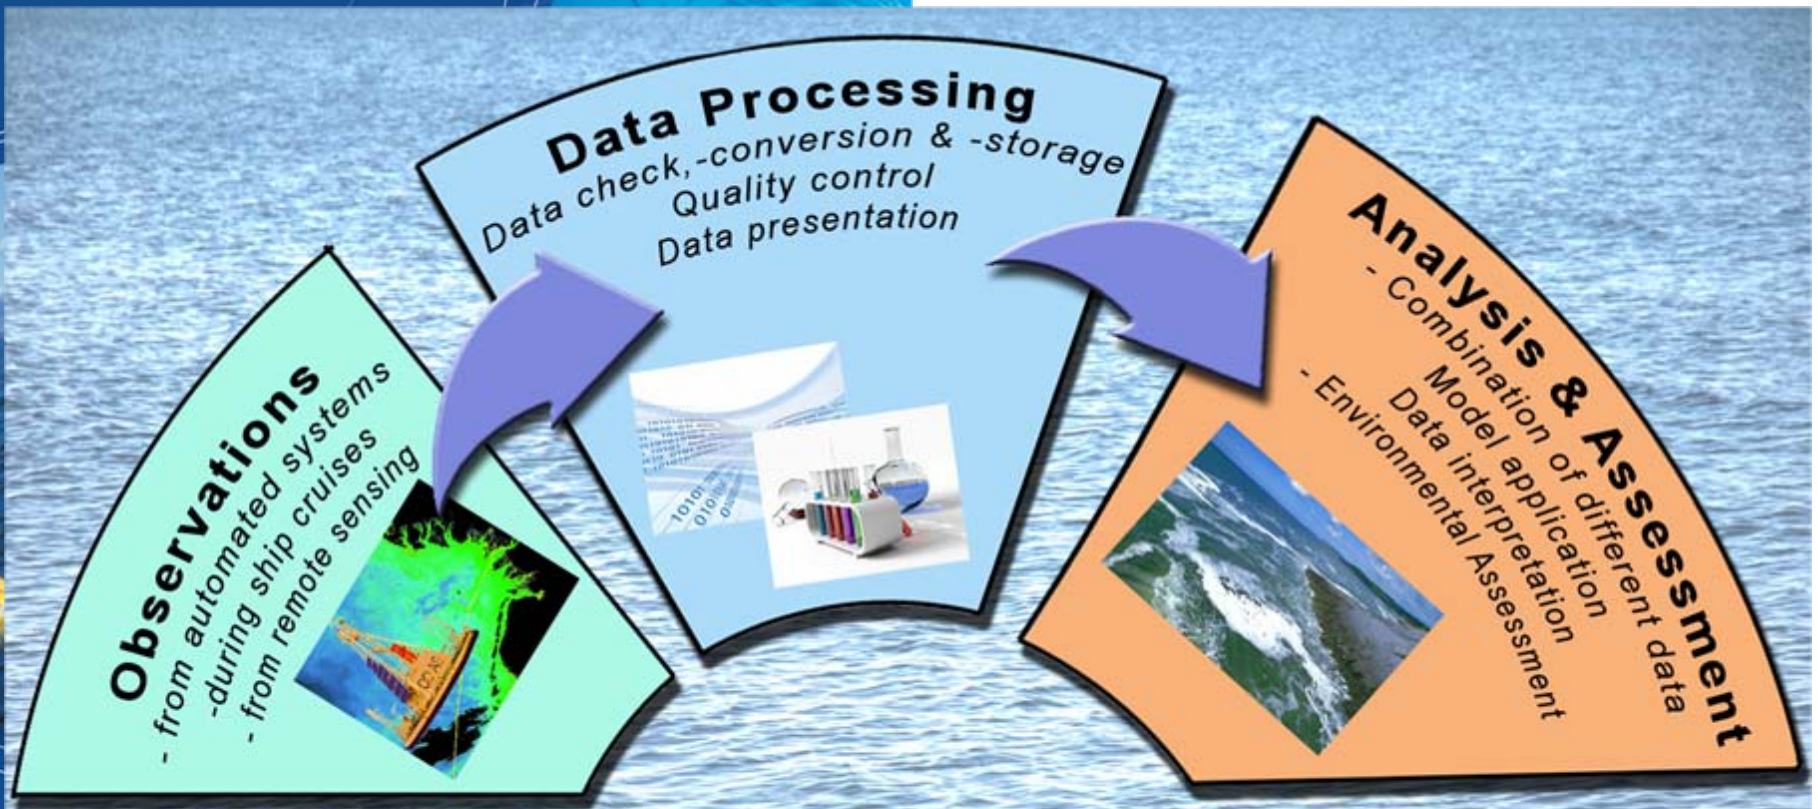 Observations
- from automated systems
-during ship cruises
- from remote sensing
Data Processing
Data check,-conversion & -storage
Quality control
Data presentation
Analysis & Assessment
- Combination of different data
Model application
Data interpretation
- Environmental Assessment